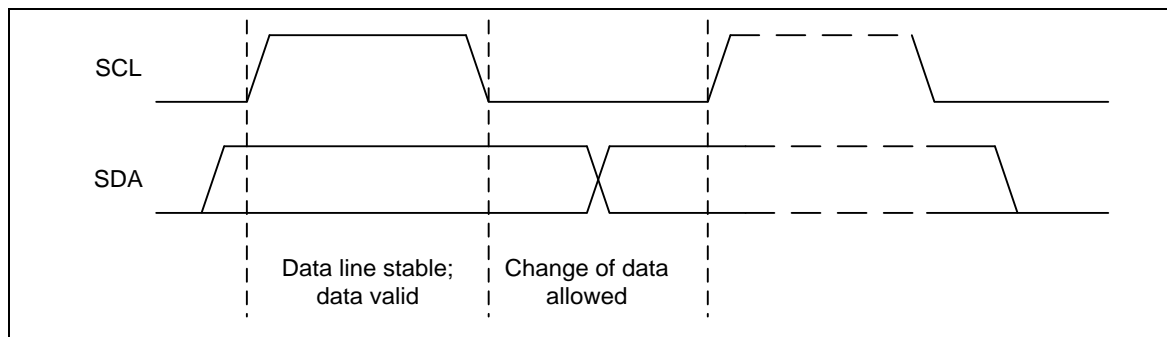 SCL
SDA
Data line stable;
data valid
Change of data
allowed